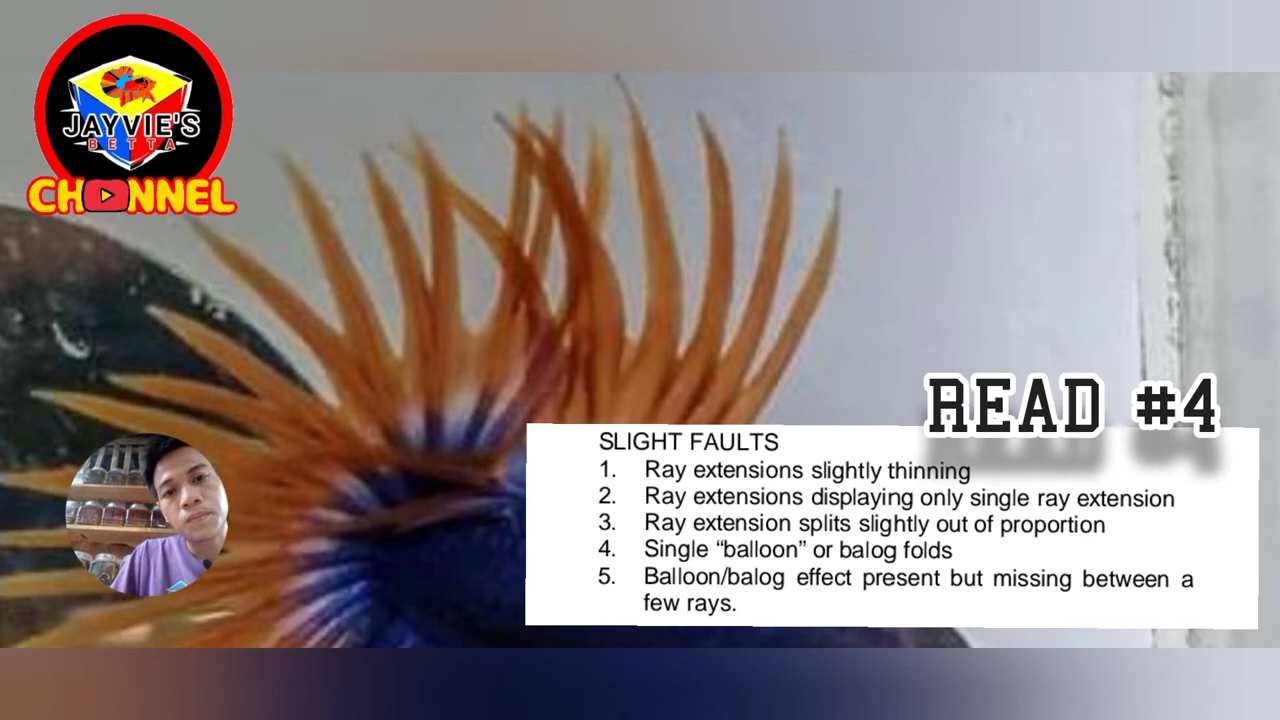 JAYVIE'S
BETTA
CHANNEL
READ #4
SLIGHT FAULTS
1. Ray extensions slightly thinning
2. Ray extensions displaying only single ray extension
3. Ray extension splits slightly out of proportion
4. Single “balloon” or balog folds
5. Balloon/balog effect present but missing between a
few rays.